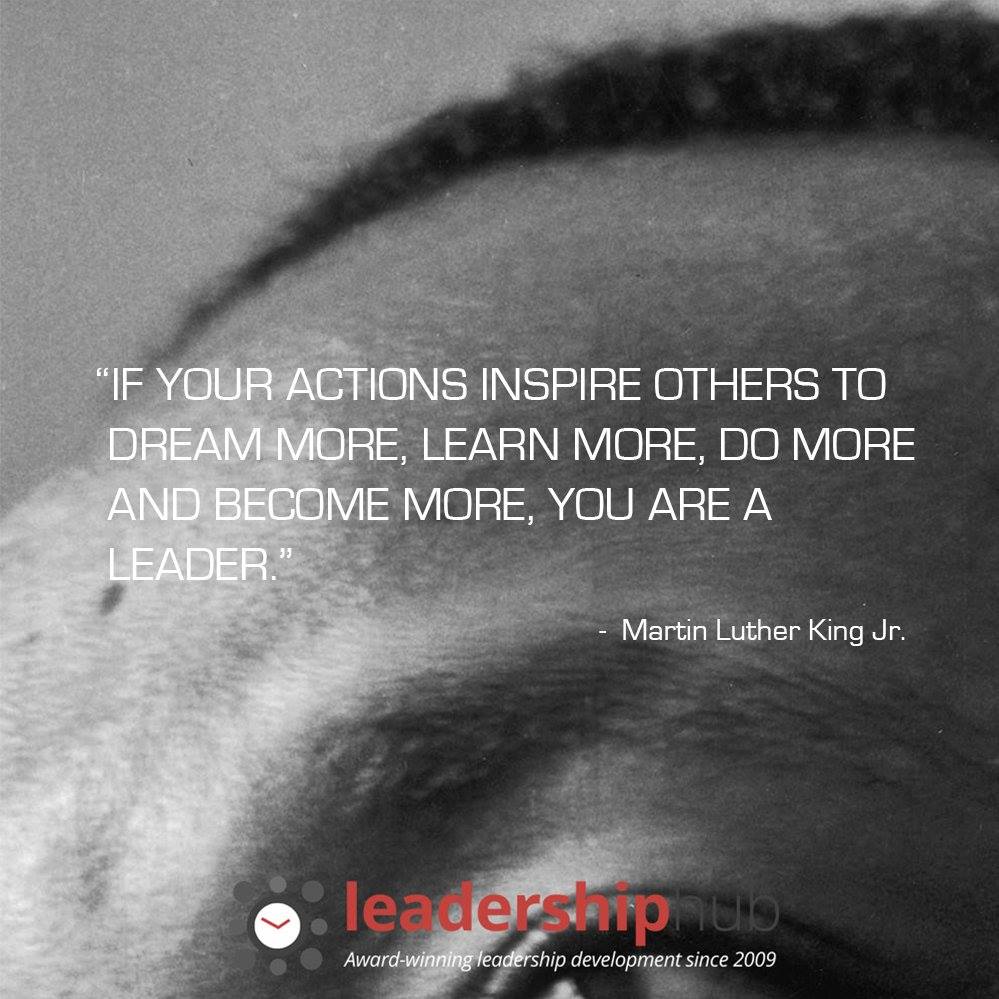 “IF YOUR ACTIONS INSPIRE OTHERS TO
DREAM MORE, LEARN MORE, DO MORE
AND BECOME MORE, YOU ARE A
LEADER.”
- Martin Luther King Jr.
leadershiphub
Award-winning leadership development since 2009